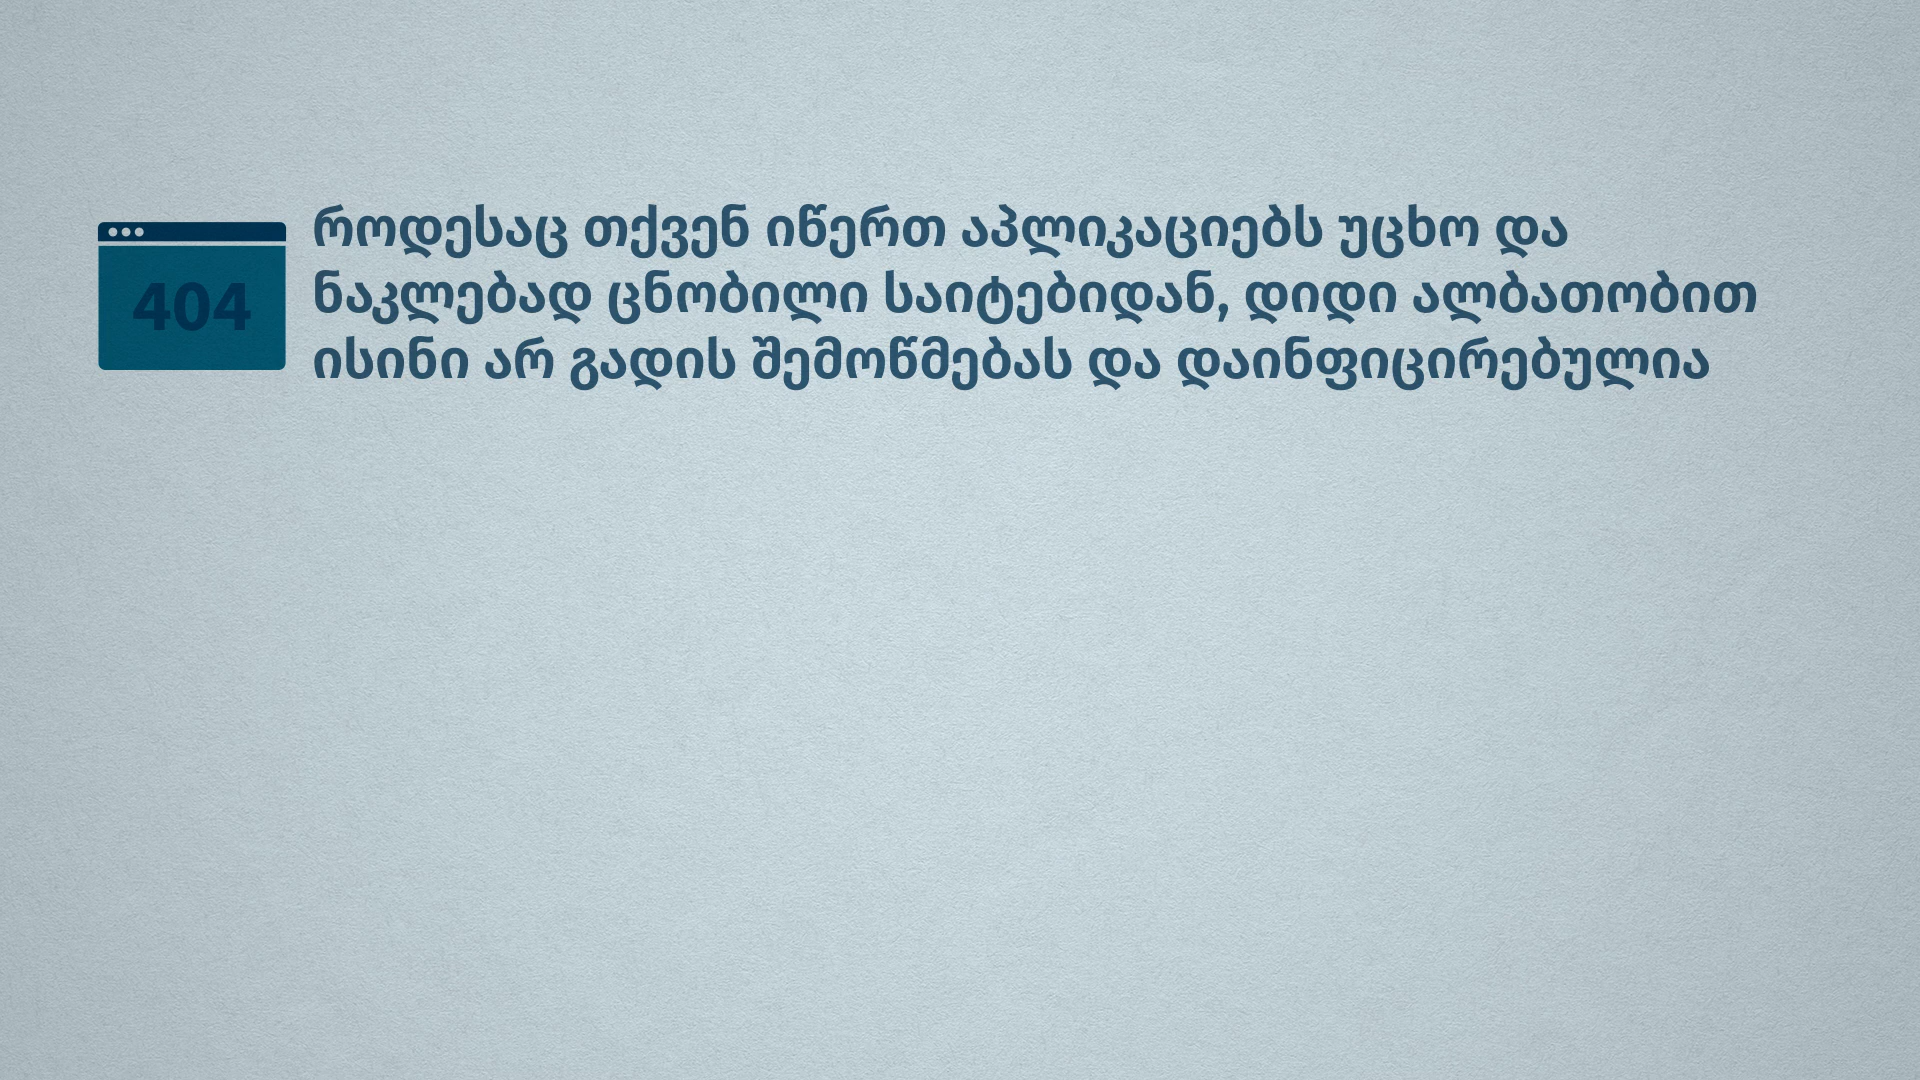 404
როდესაც თქვენ იწერთ აპლიკაციებს უცხო და
ნაკლებად ცნობილი საიტებიდან, დიდი ალბათობით
ისინი არ გადის შემოწმებას და დაინფიცირებულია